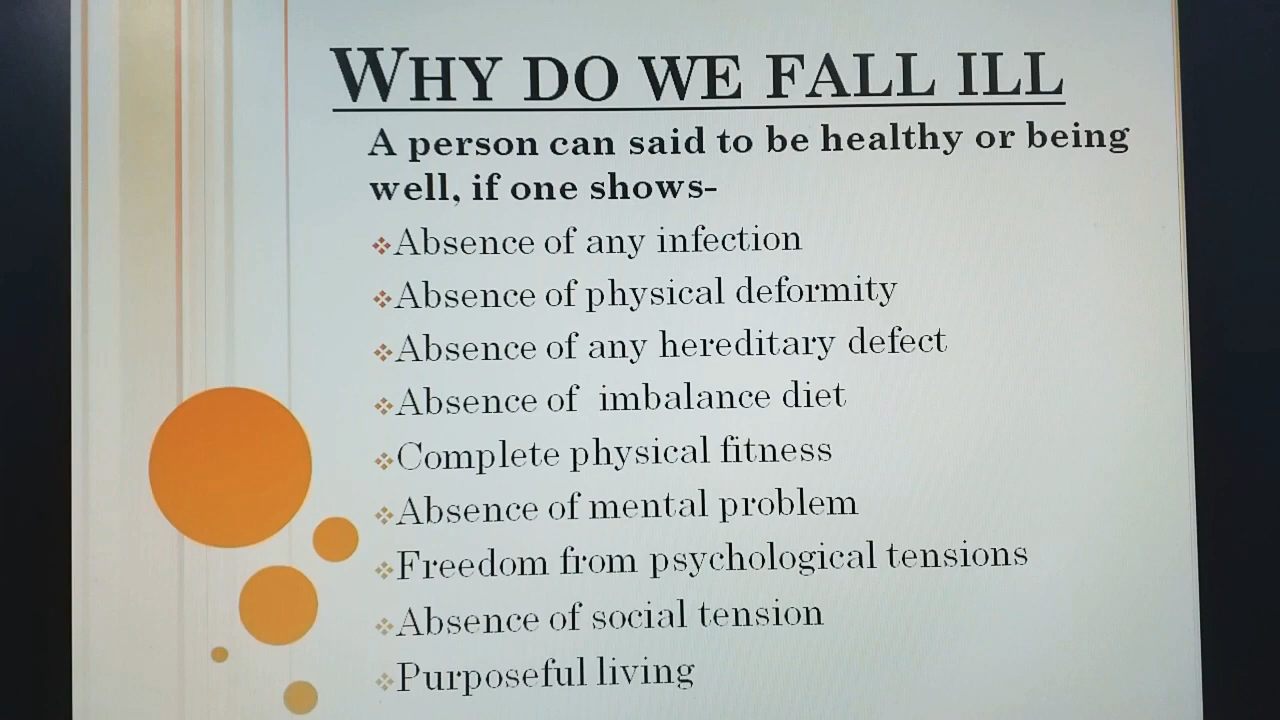 WHY DO WE FALL ILL
A person can said to be healthy or being
well, if one shows-
Absence of any infection
Absence of physical deformity
Absence of any hereditary defect
Absence of  imbalance diet
Complete physical fitness
Absence of mental problem
Freedom from psychological tensions
Absence of social tension
Purposeful living